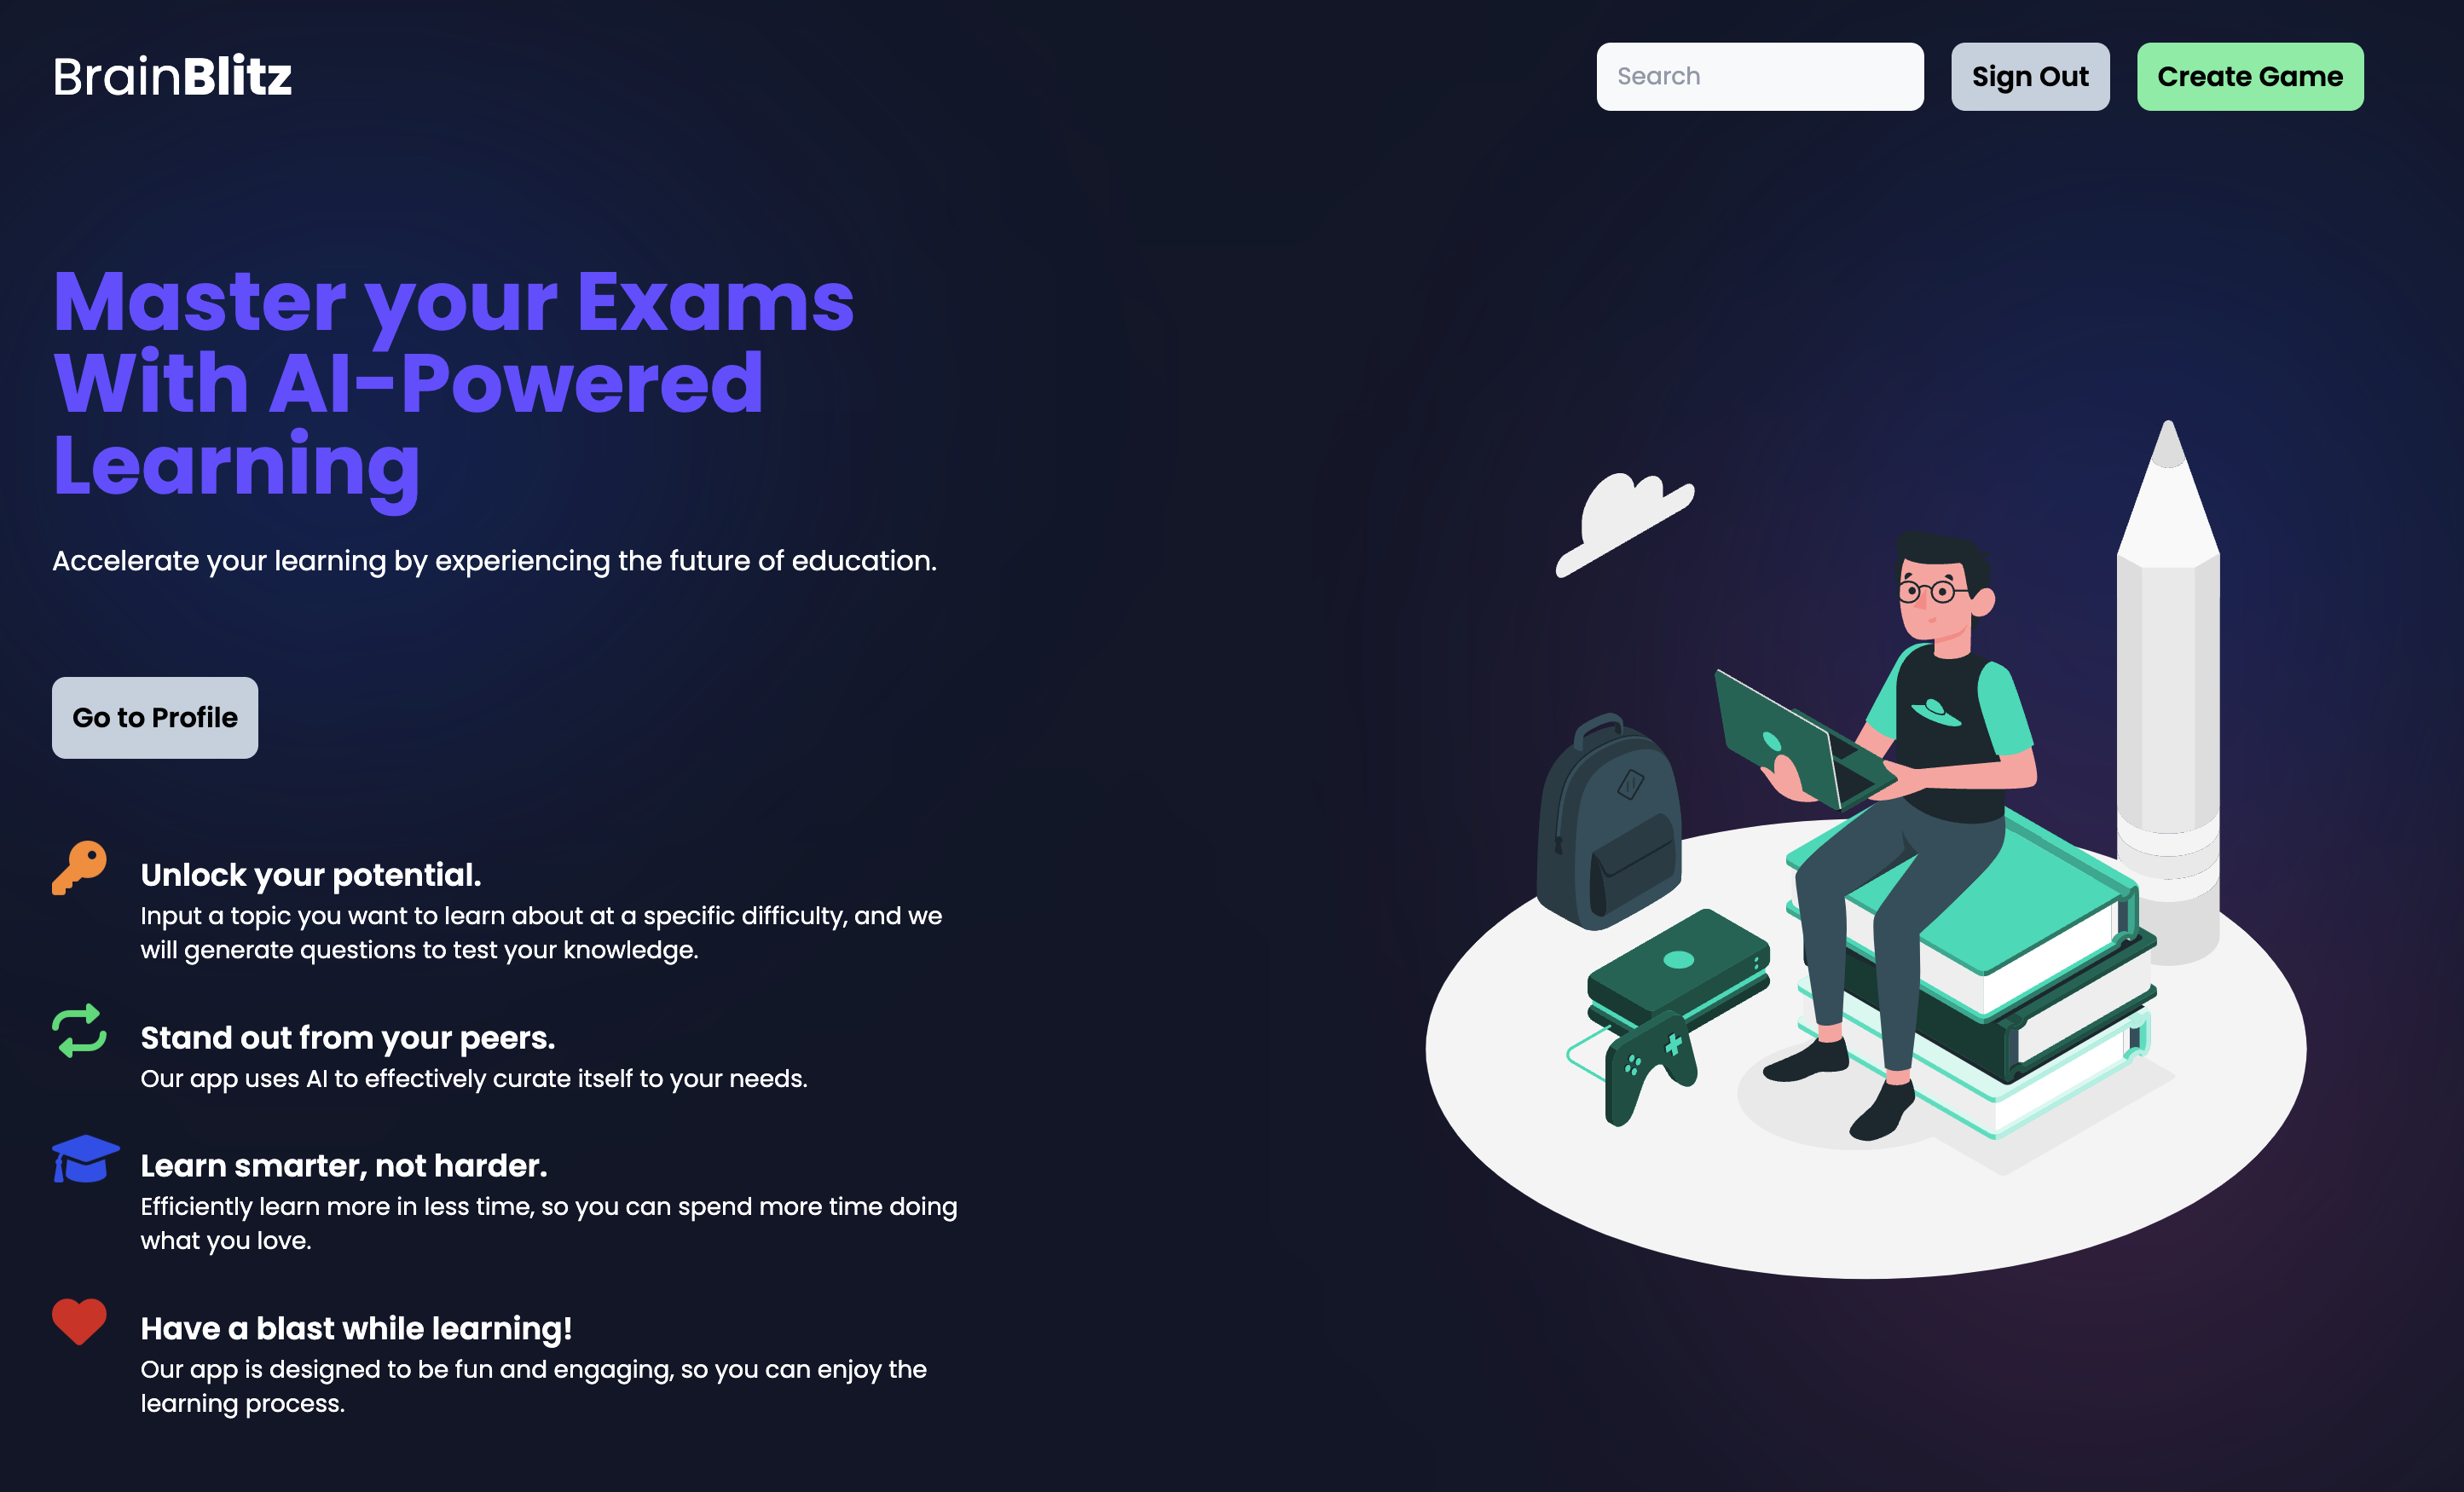 BrainBlitz
Search
Sign Out
Create Game
Master your Exams
With AI-Powered
Learning
Accelerate your learning by experiencing the future of education.
Go to Profile
Unlock your potential.
Input a topic you want to learn about at a specific difficulty, and we
will generate questions to test your knowledge.
Stand out from your peers.
Our app uses AI to effectively curate itself to your needs.
Learn smarter, not harder.
Efficiently learn more in less time, so you can spend more time doing
what you love.
Have a blast while learning!
Our app is designed to be fun and engaging, so you can enjoy the
learning process.